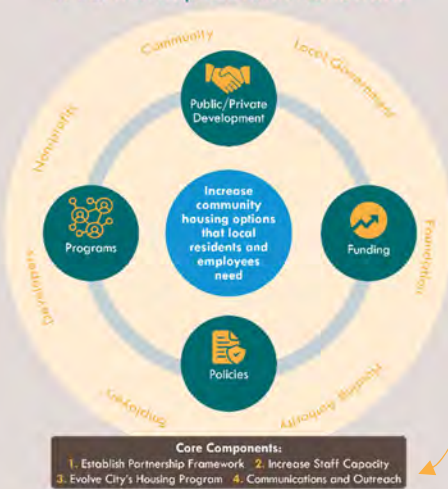 Community
Local Government
Nonprofits
Public/Private
Development
Increase
community
housing options
that local
residents and
employees
need
Programs
Funding
Foundation
Developers
Policies
Employers
Housing Authority
Core Components:
1. Establish Partnership Framework 2. Increase Staff Capacity
3. Evolve City's Housing Program 4. Communications and Outreach